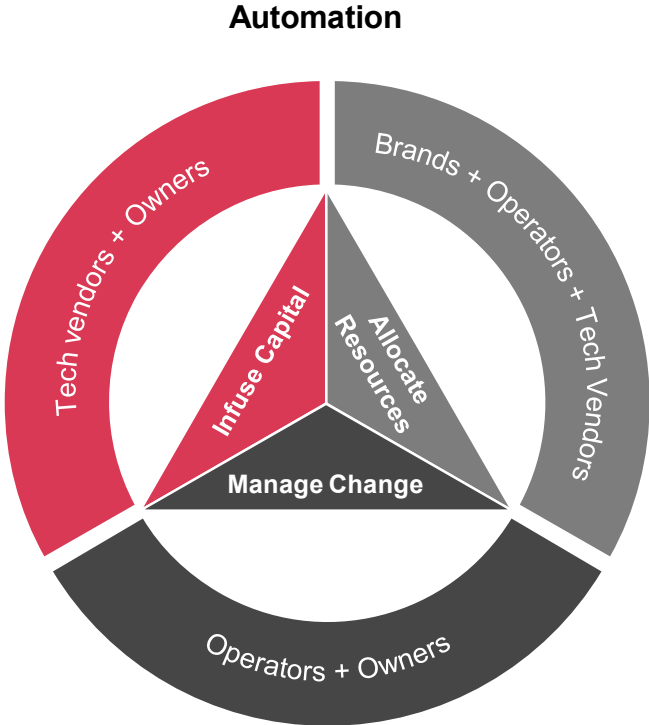 Automation
Tech vendors + Owners
Brands + Operators + Tech Vendors
Infuse Capital
Allocate
Resources
Manage Change
Operators + Owners